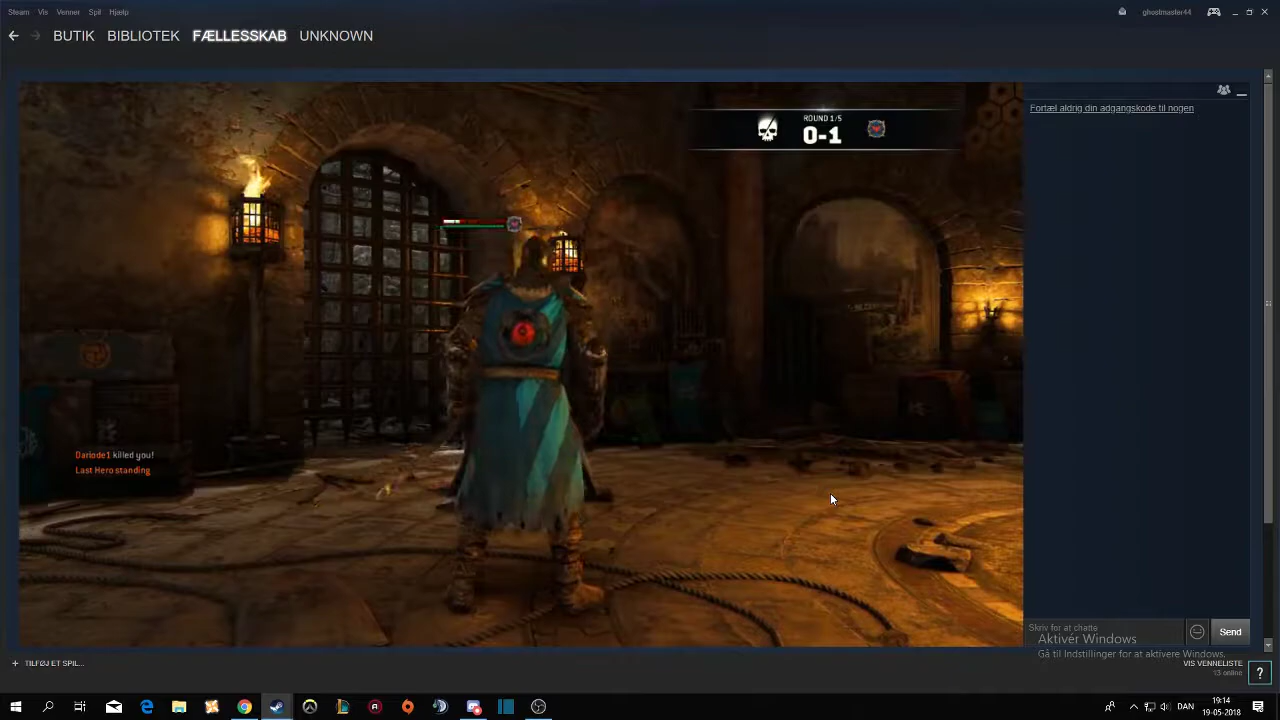 Steam Vis Venner Spil Hjælp
ghostmaster44
BUTIK BIBLIOTEK FÆLLESSKAB UNKNOWN
Fortæl aldrig din adgangskode til nogen
ROUND 1/5
0-1
Dariode1 killed you!
Last Hero standing
Skriv for at chatte
Send
Aktivér Windows
Gå til Indstillinger for at aktivere Windows.
+ TILFØJ ET SPIL...
VIS VENNELISTE
13 online
?
DAN
19:14
19-05-2018